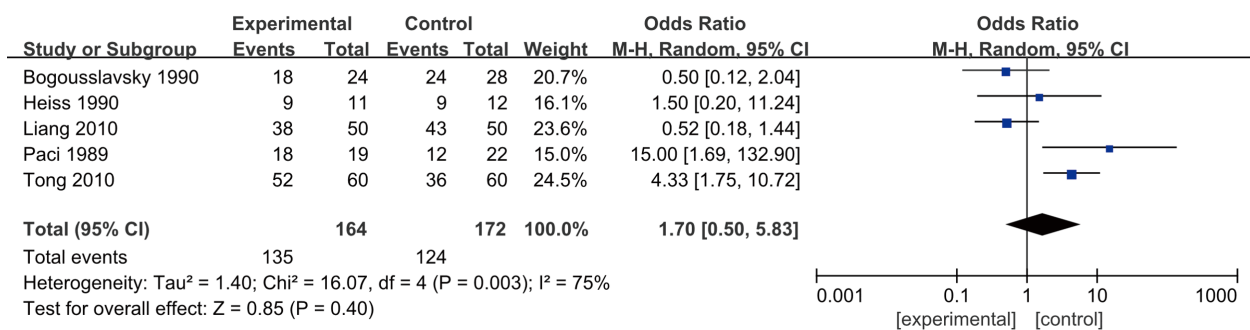 Experimental Control Odds Ratio Odds Ratio
Study or Subgroup Events Total Events Total Weight M-H, Random, 95% CI M-H, Random, 95% CI
Bogousslavsky 1990 18 24 24 28 20.7% 0.50 [0.12, 2.04]
Heiss 1990 9 11 9 12 16.1% 1.50 [0.20, 11.24]
Liang 2010 38 50 43 50 23.6% 0.52 [0.18, 1.44]
Paci 1989 18 19 12 22 15.0% 15.00 [1.69, 132.90]
Tong 2010 52 60 36 60 24.5% 4.33 [1.75, 10.72]
Total (95% CI) 164 172 100.0% 1.70 [0.50, 5.83]
Total events 135 124
Heterogeneity: Tau² = 1.40; Chi² = 16.07, df = 4 (P = 0.003); I² = 75%
Test for overall effect: Z = 0.85 (P = 0.40)
0.001 0.1 1 10 1000
[experimental] [control]